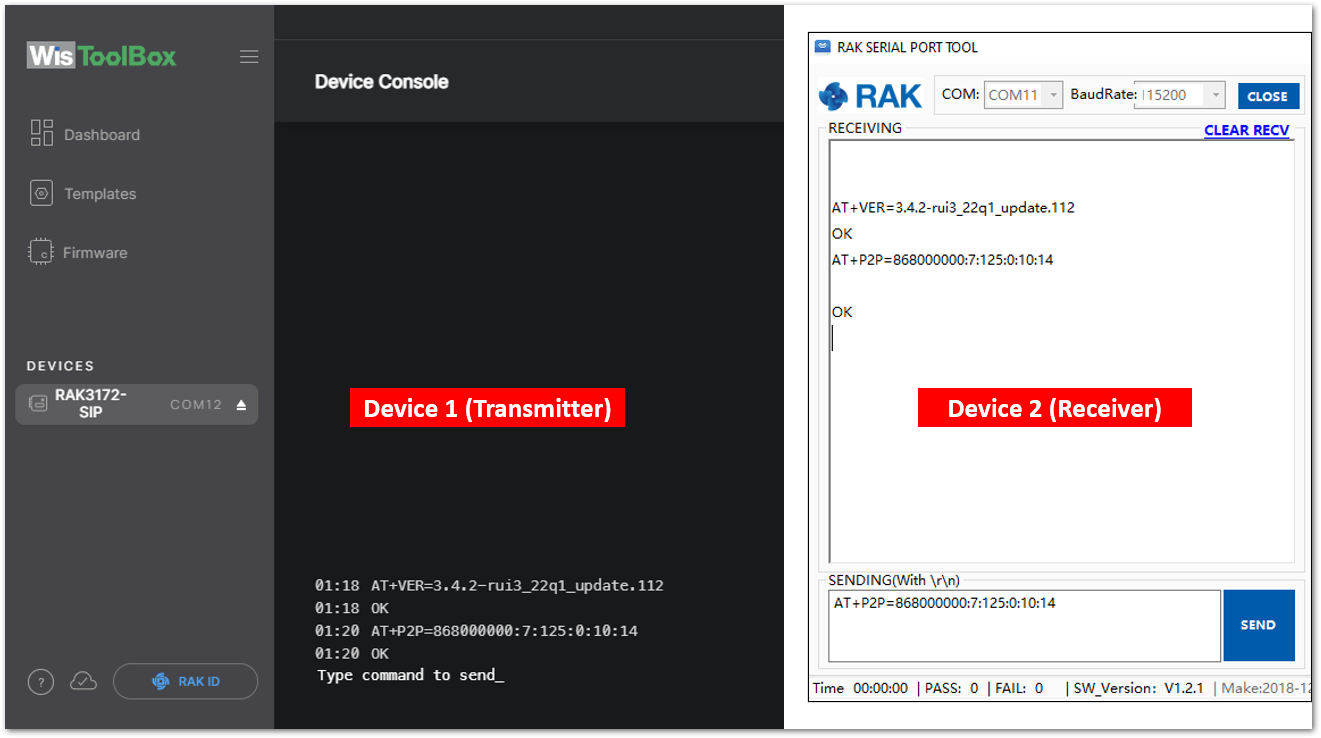 WisToolBox
Dashboard
Templates
Firmware
DEVICES
RAK3172-
SIP
COM12
?
RAK ID
Device Console
Device 1 (Transmitter)
01:18 AT+VER=3.4.2-rui3_22q1_update.112
01:18 OK
01:20 AT+P2P=868000000:7:125:0:10:14
01:20 OK
Type command to send_
RAK SERIAL PORT TOOL
RAK
COM: COM11 BaudRate: 115200 CLOSE
RECEIVING
CLEAR RECV
AT+VER=3.4.2-rui3_22q1_update.112
OK
AT+P2P=868000000:7:125:0:10:14
OK
Device 2 (Receiver)
SENDING(With \r\n)
AT+P2P=868000000:7:125:0:10:14
SEND
Time 00:00:00 | PASS: 0 | FAIL: 0 | SW_Version: V1.2.1 | Make:2018-12